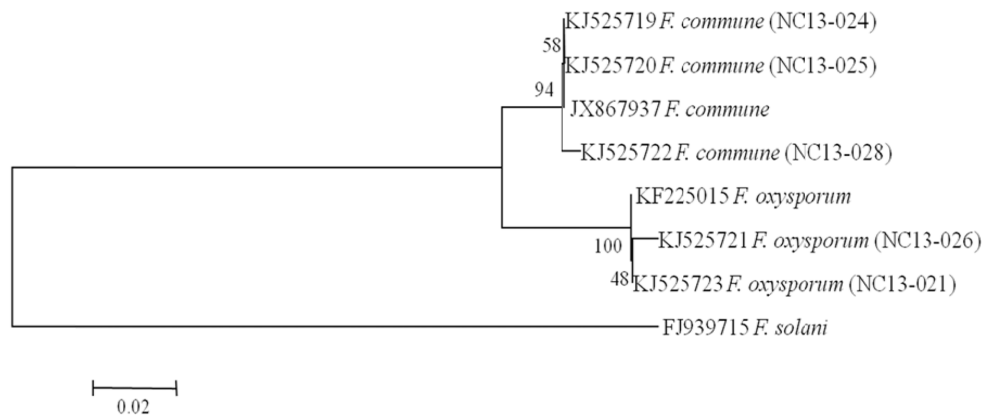 KJ525719 F. commune (NC13-024)
58
KJ525720 F. commune (NC13-025)
94
JX867937 F. commune
KJ525722 F. commune (NC13-028)
KF225015 F. oxysporum
KJ525721 F. oxysporum (NC13-026)
100
48
KJ525723 F. oxysporum (NC13-021)
FJ939715 F. solani
0.02